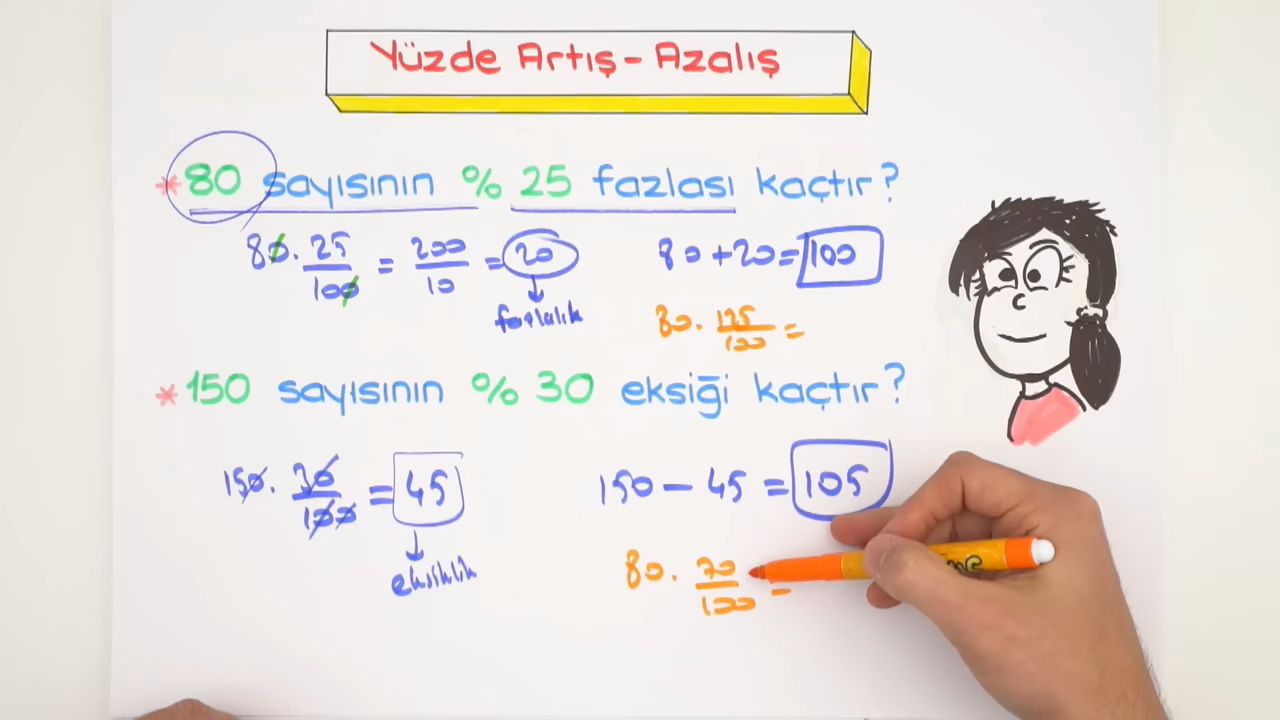 Yüzde Artış - Azalış
* 80 sayısının % 25 fazlası kaçtır?
80 . 25/100 = 200/10 = 20
fazlalık
80 + 20 = 100
80 . 125/100 =
* 150 sayısının % 30 eksiği kaçtır?
150 . 30/100 = 45
eksiklik
150 - 45 = 105
80 . 70/100 =